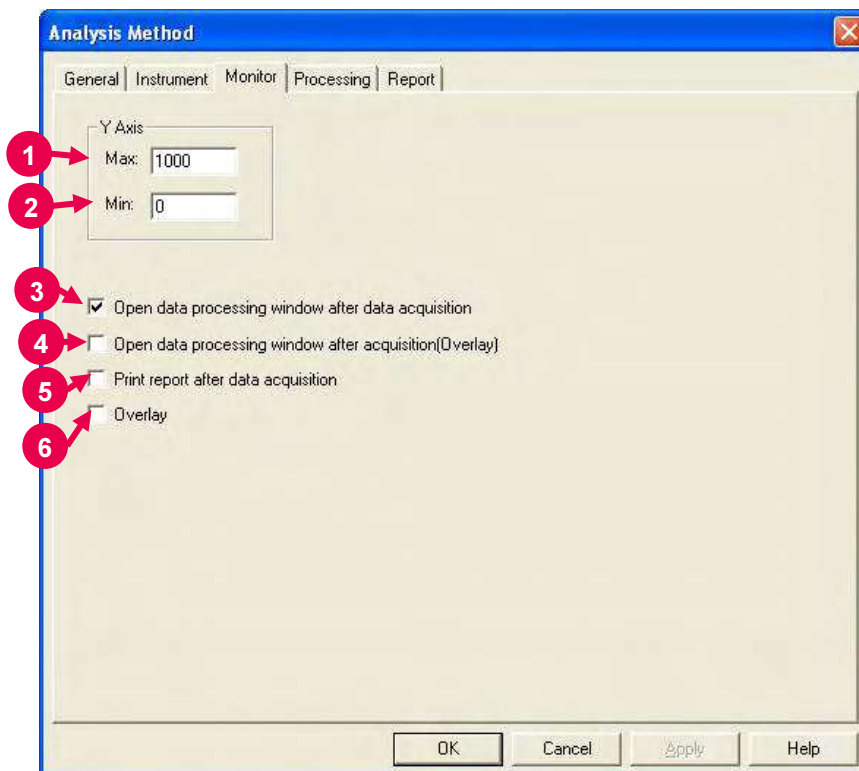 Analysis Method
General Instrument Monitor Processing Report
Y Axis
1 Max: 1000
2 Min: 0
3 Open data processing window after data acquisition
4 Open data processing window after acquisition(Overlay)
5 Print report after data acquisition
6 Overlay
OK Cancel Apply Help